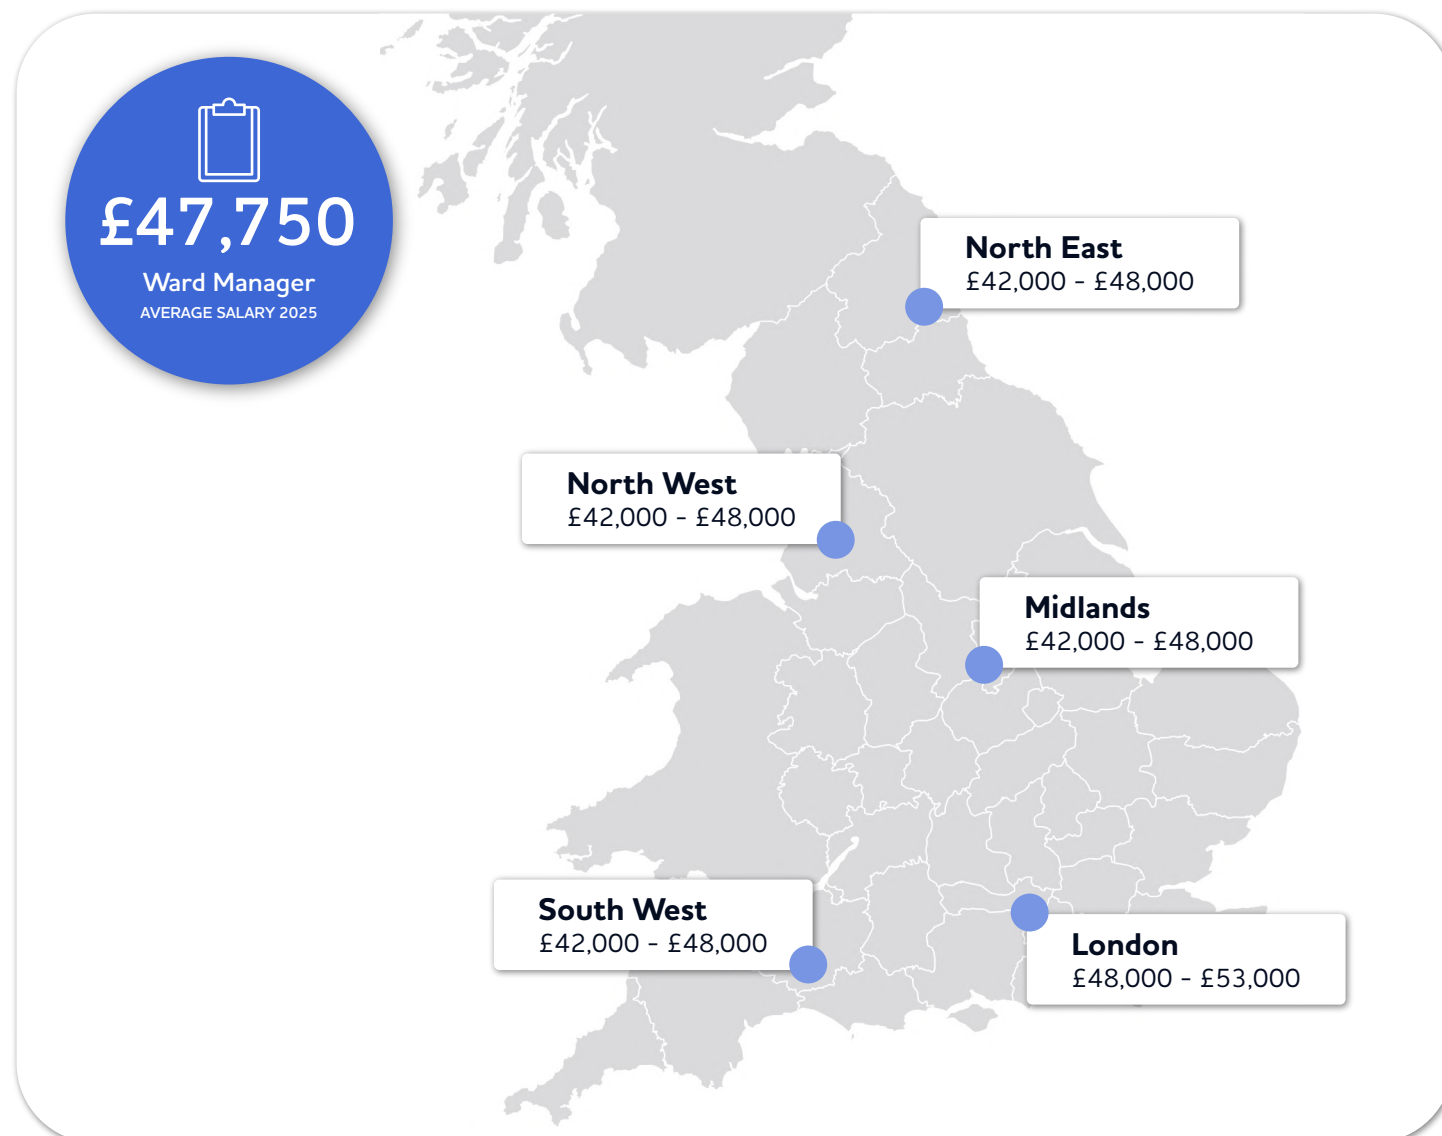 £47,750
Ward Manager
AVERAGE SALARY 2025
North East
£42,000 - £48,000
North West
£42,000 - £48,000
Midlands
£42,000 - £48,000
South West
£42,000 - £48,000
London
£48,000 - £53,000